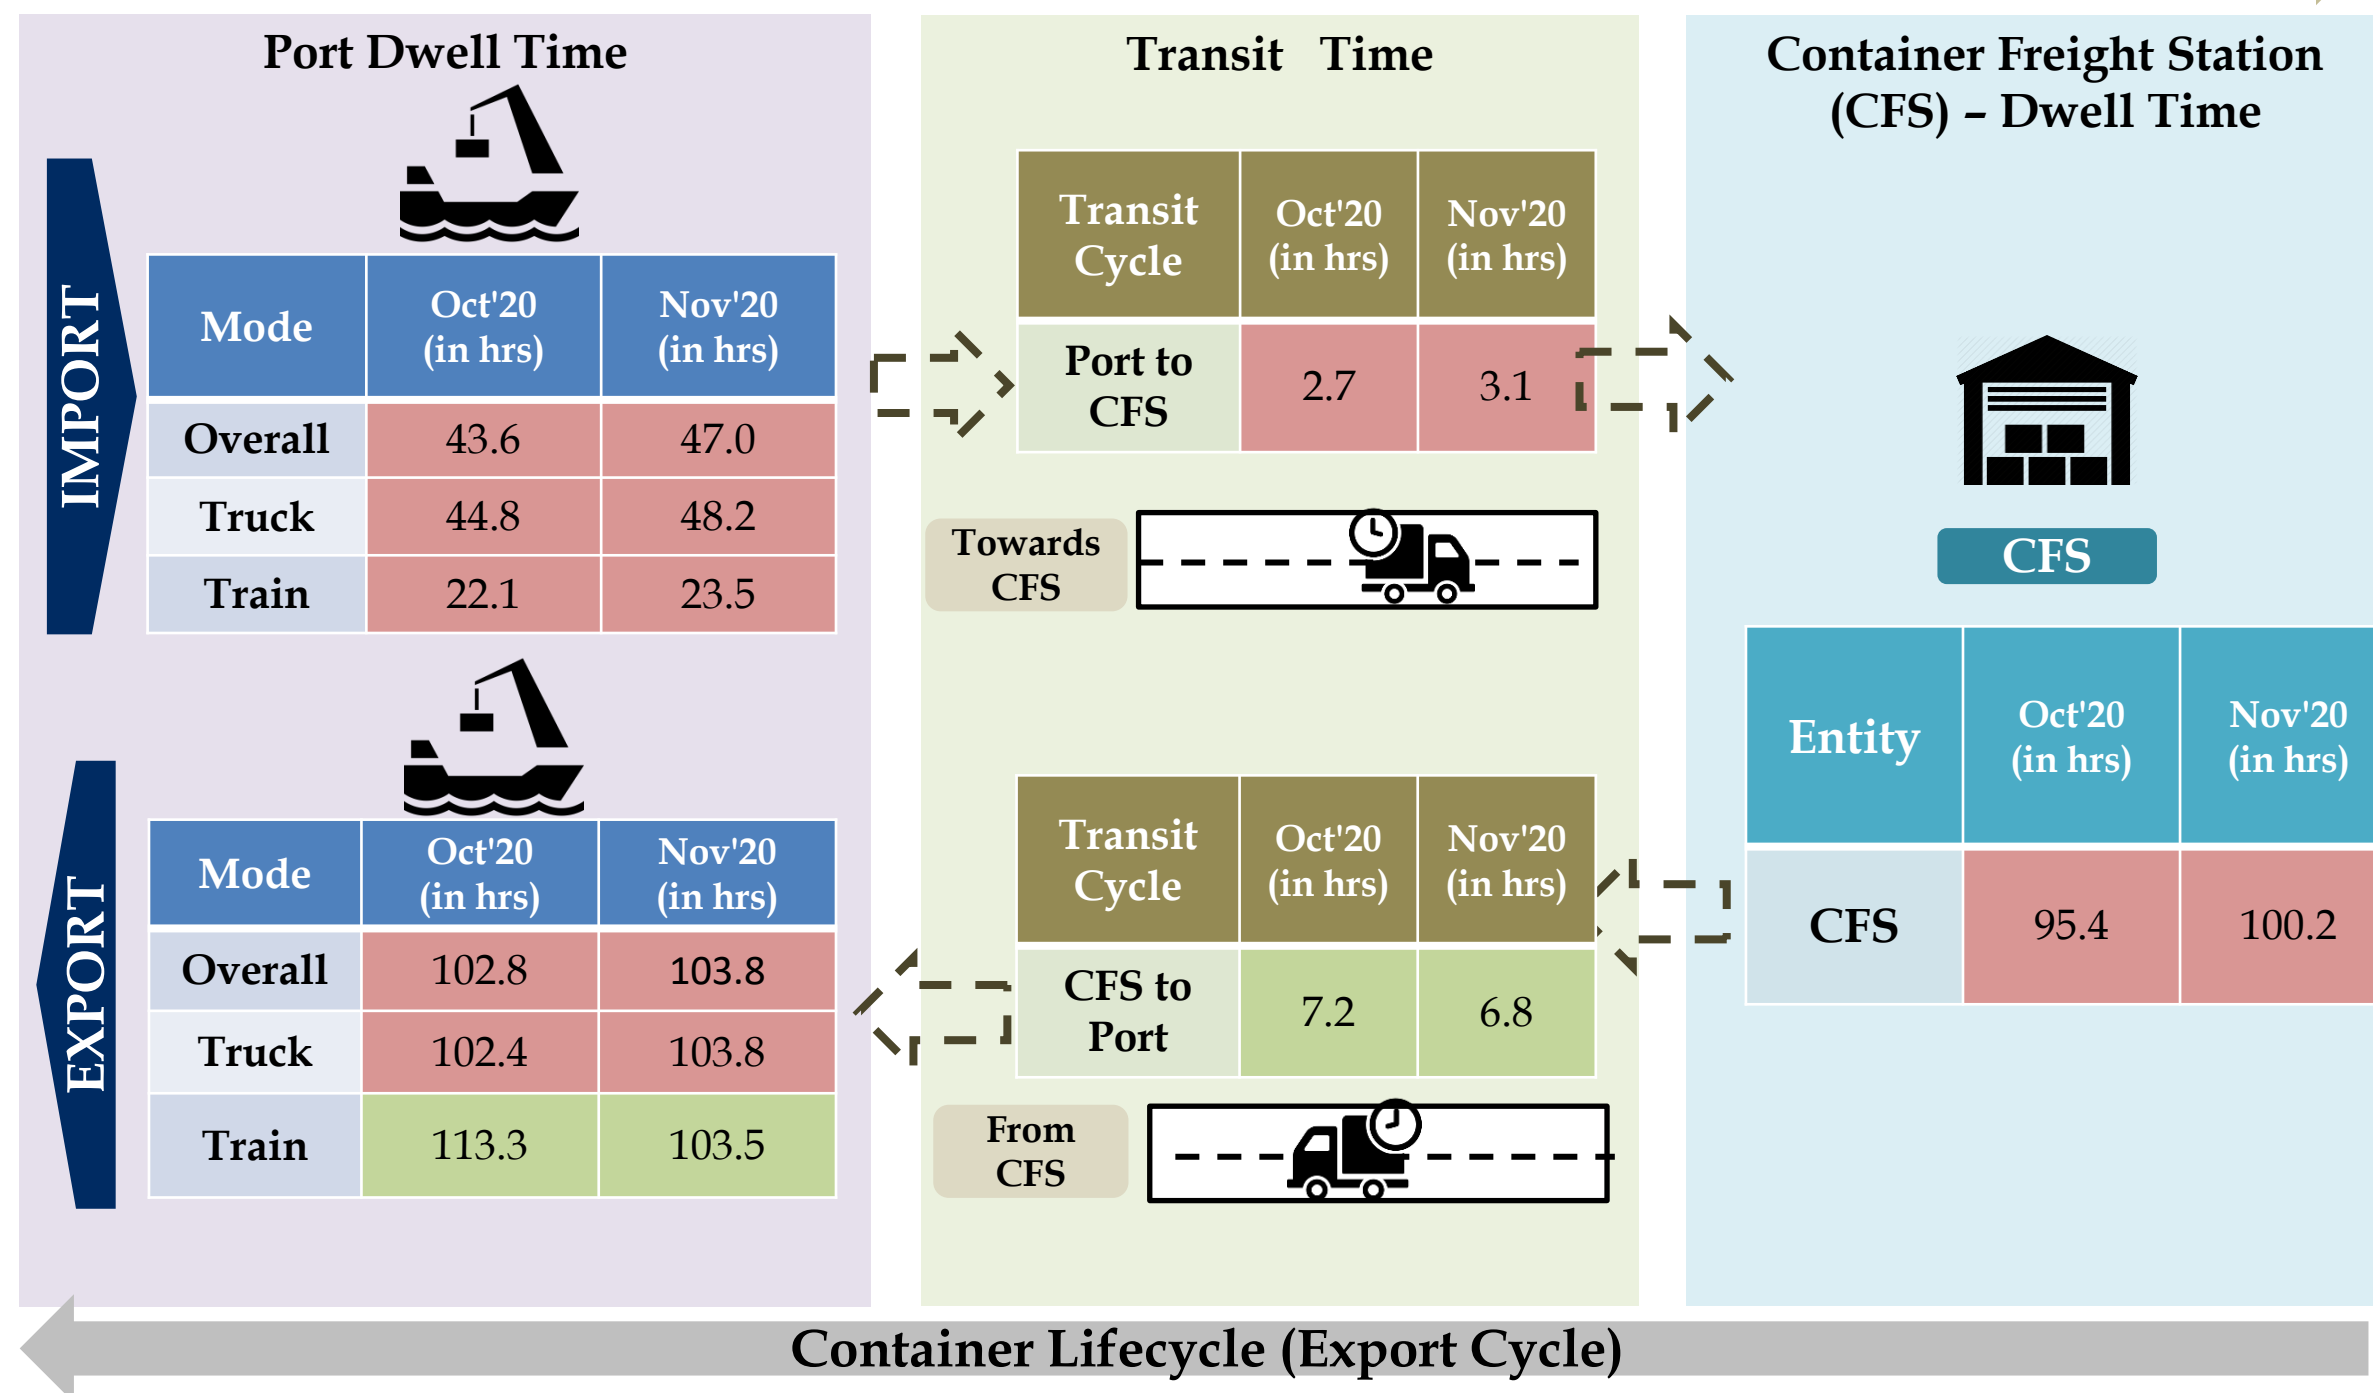 Port Dwell Time
IMPORT
Mode Oct'20 (in hrs) Nov'20 (in hrs)
Overall 43.6 47.0
Truck 44.8 48.2
Train 22.1 23.5
EXPORT
Mode Oct'20 (in hrs) Nov'20 (in hrs)
Overall 102.8 103.8
Truck 102.4 103.8
Train 113.3 103.5
Transit Time
Transit Cycle Oct'20 (in hrs) Nov'20 (in hrs)
Port to CFS 2.7 3.1
Towards
CFS
Transit Cycle Oct'20 (in hrs) Nov'20 (in hrs)
CFS to Port 7.2 6.8
From
CFS
Container Freight Station
(CFS) – Dwell Time
CFS
Entity Oct'20 (in hrs) Nov'20 (in hrs)
CFS 95.4 100.2
Container Lifecycle (Export Cycle)